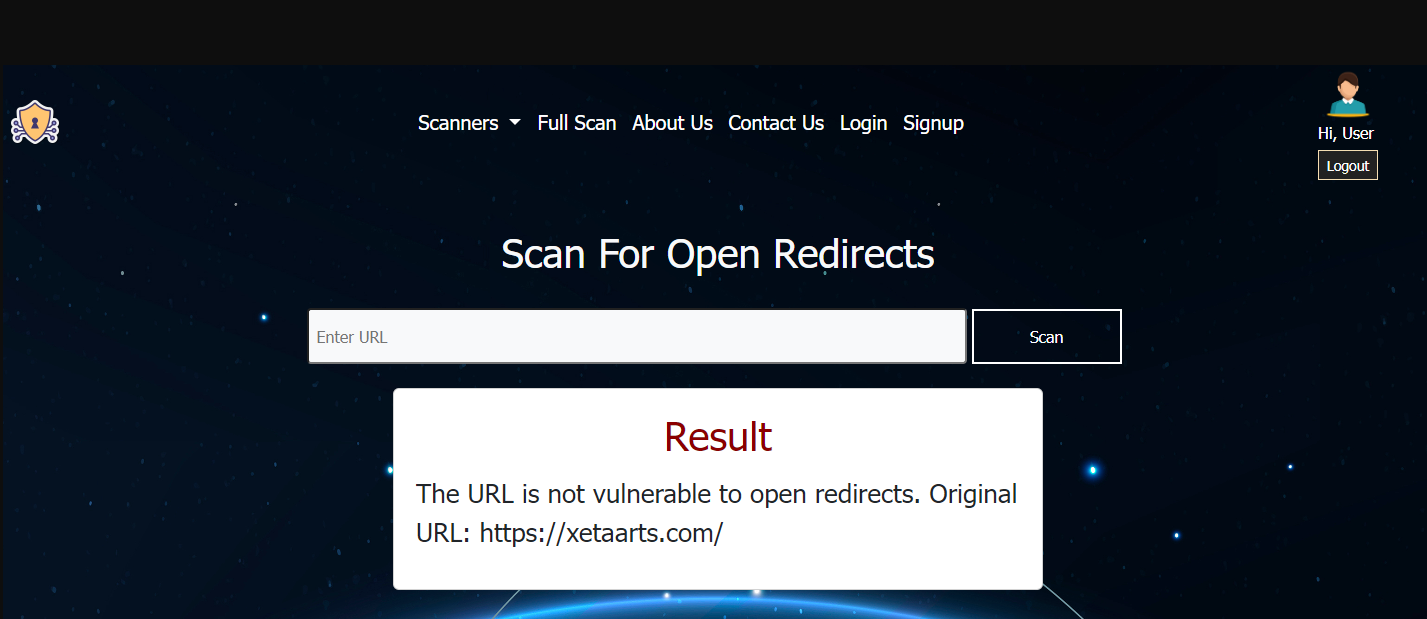 Scanners Full Scan About Us Contact Us Login Signup
Hi, User
Logout
Scan For Open Redirects
Enter URL
Scan
Result
The URL is not vulnerable to open redirects. Original
URL: https://xetaarts.com/